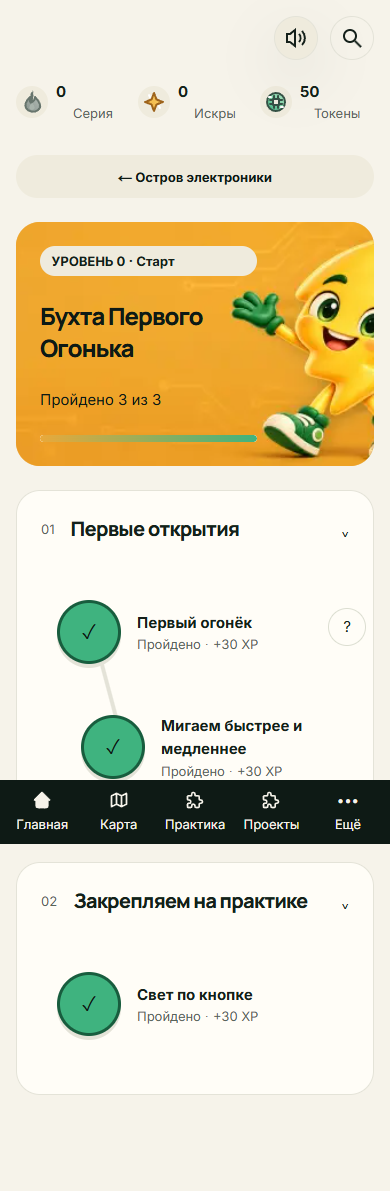 0
Серия
0
Искры
50
Токены
← Остров электроники
УРОВЕНЬ 0 · Старт
Бухта Первого
Огонька
Пройдено 3 из 3
01 Первые открытия
✓ Первый огонёк
Пройдено · +30 XP
?
✓ Мигаем быстрее и
медленнее
Пройдено · +30 XP
Главная Карта Практика Проекты Ещё
02 Закрепляем на практике
✓ Свет по кнопке
Пройдено · +30 XP